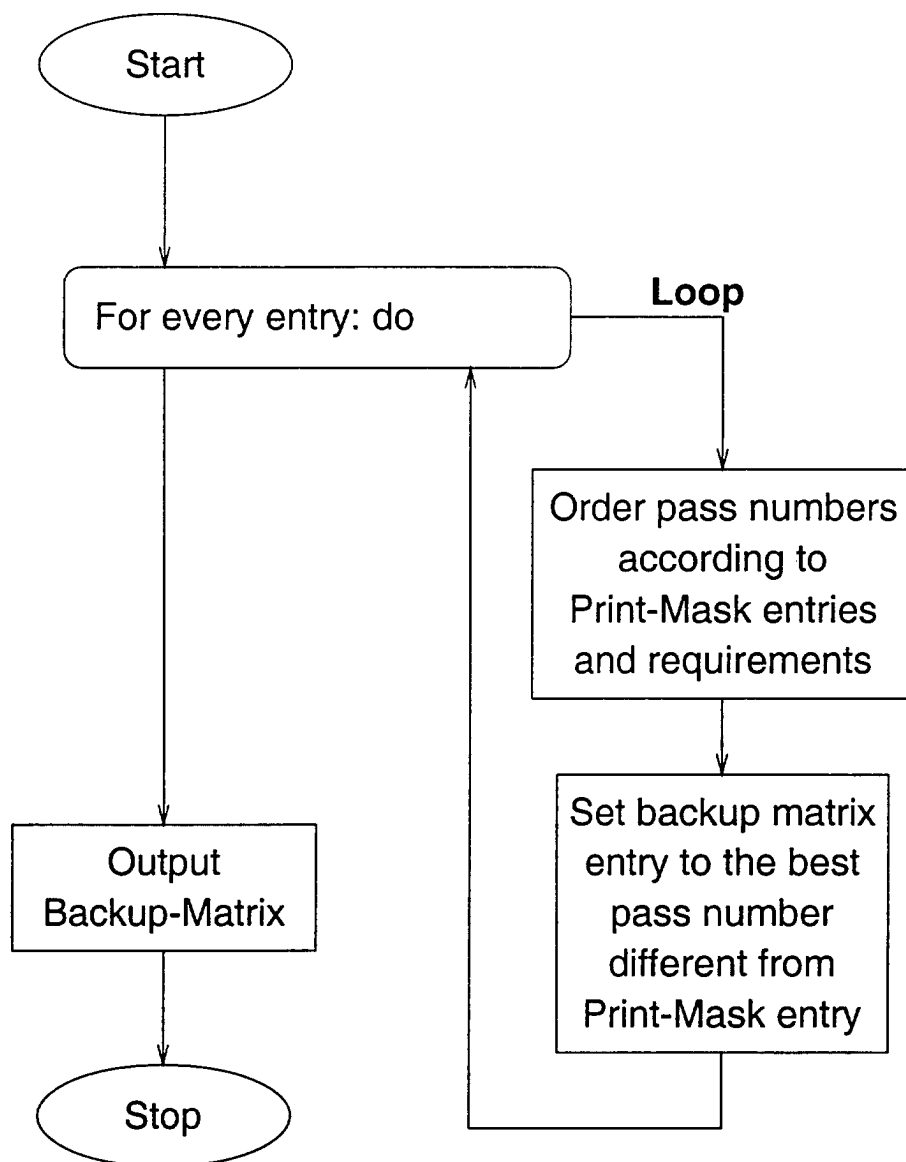 Start
For every entry: do
Loop
Order pass numbers
according to
Print-Mask entries
and requirements
Set backup matrix
entry to the best
pass number
different from
Print-Mask entry
Output
Backup-Matrix
Stop